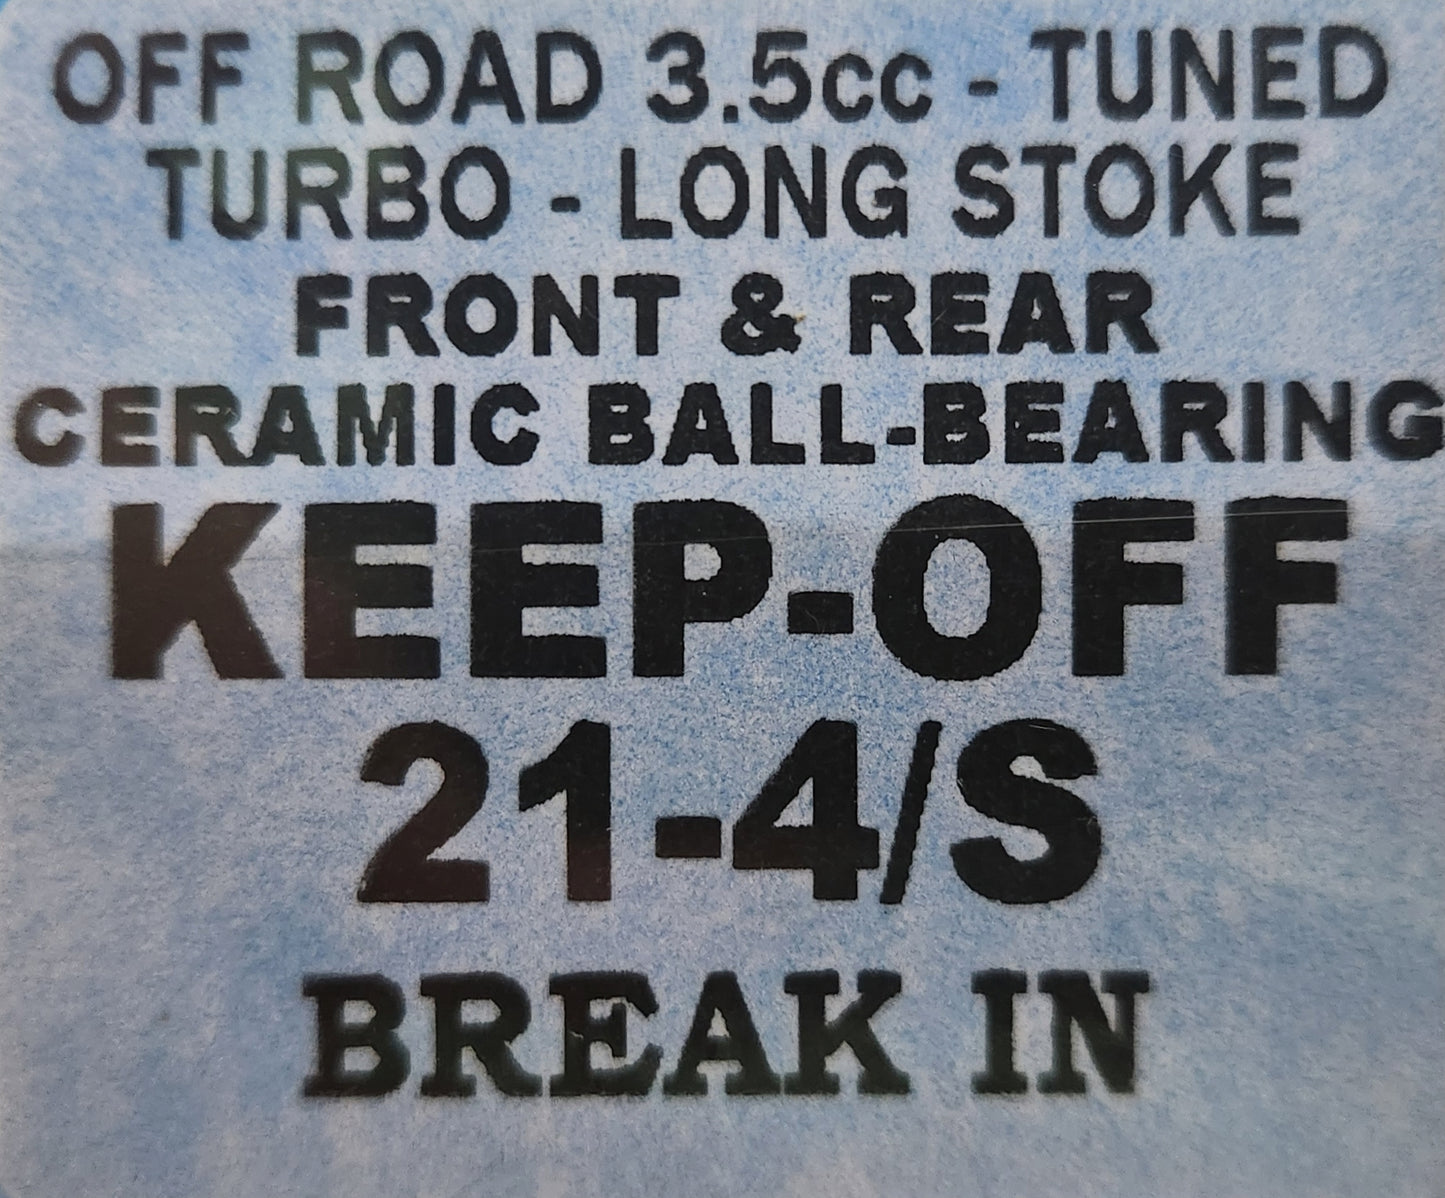 OFF ROAD 3.5cc - TUNED
TURBO - LONG STOKE
FRONT & REAR
CERAMIC BALL-BEARING
KEEP-OFF
21-4/S
BREAK IN